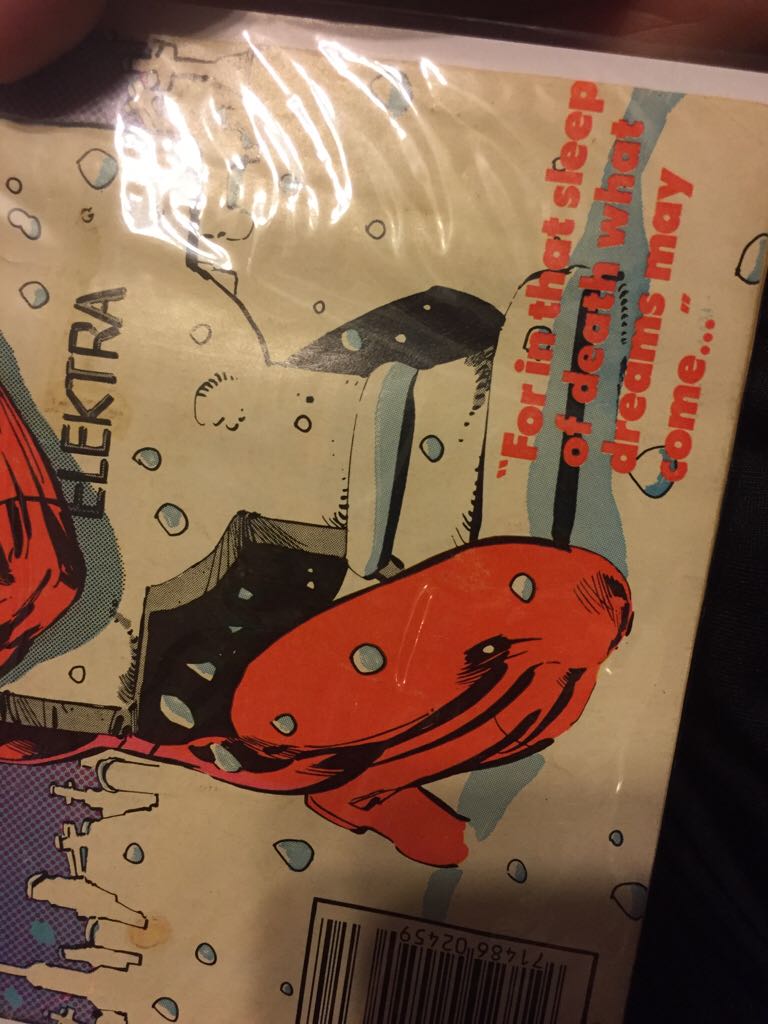 ELEKTRA
"For in that sleep
of death what
dreams may
come..."
71486 02459